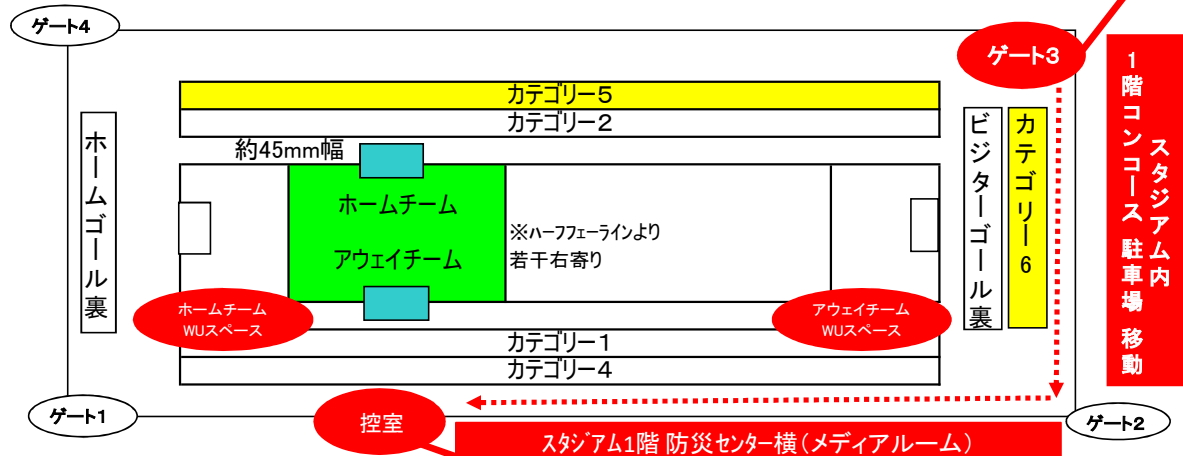 ゲート4
ゲート3
カテゴリー5
カテゴリー2
約45mm幅
ホームゴール裏
ホームチーム
アウェイチーム
※ハーフフェーラインより
若干右寄り
ビジターゴール裏
カテゴリー6
スタジアム内
1階コンコース 駐車場 移動
ホームチーム
WUスペース
アウェイチーム
WUスペース
カテゴリー1
カテゴリー4
ゲート1
控室
ゲート2
スタジアム1階 防災センター横(メディアルーム)